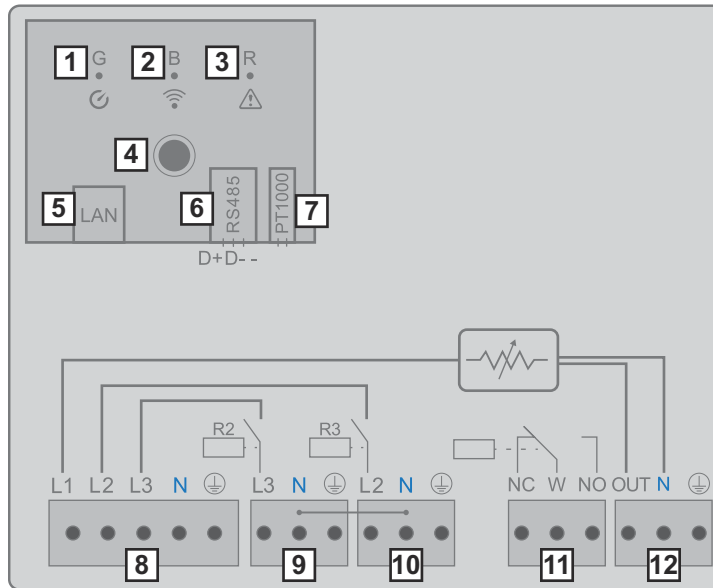 1 G 2 B 3 R
4
5 LAN 6 RS485 PT1000 7
D+D- -
R2 R3
L1 L2 L3 N L3 N L2 N NC W NO OUT N
8 9 10 11 12